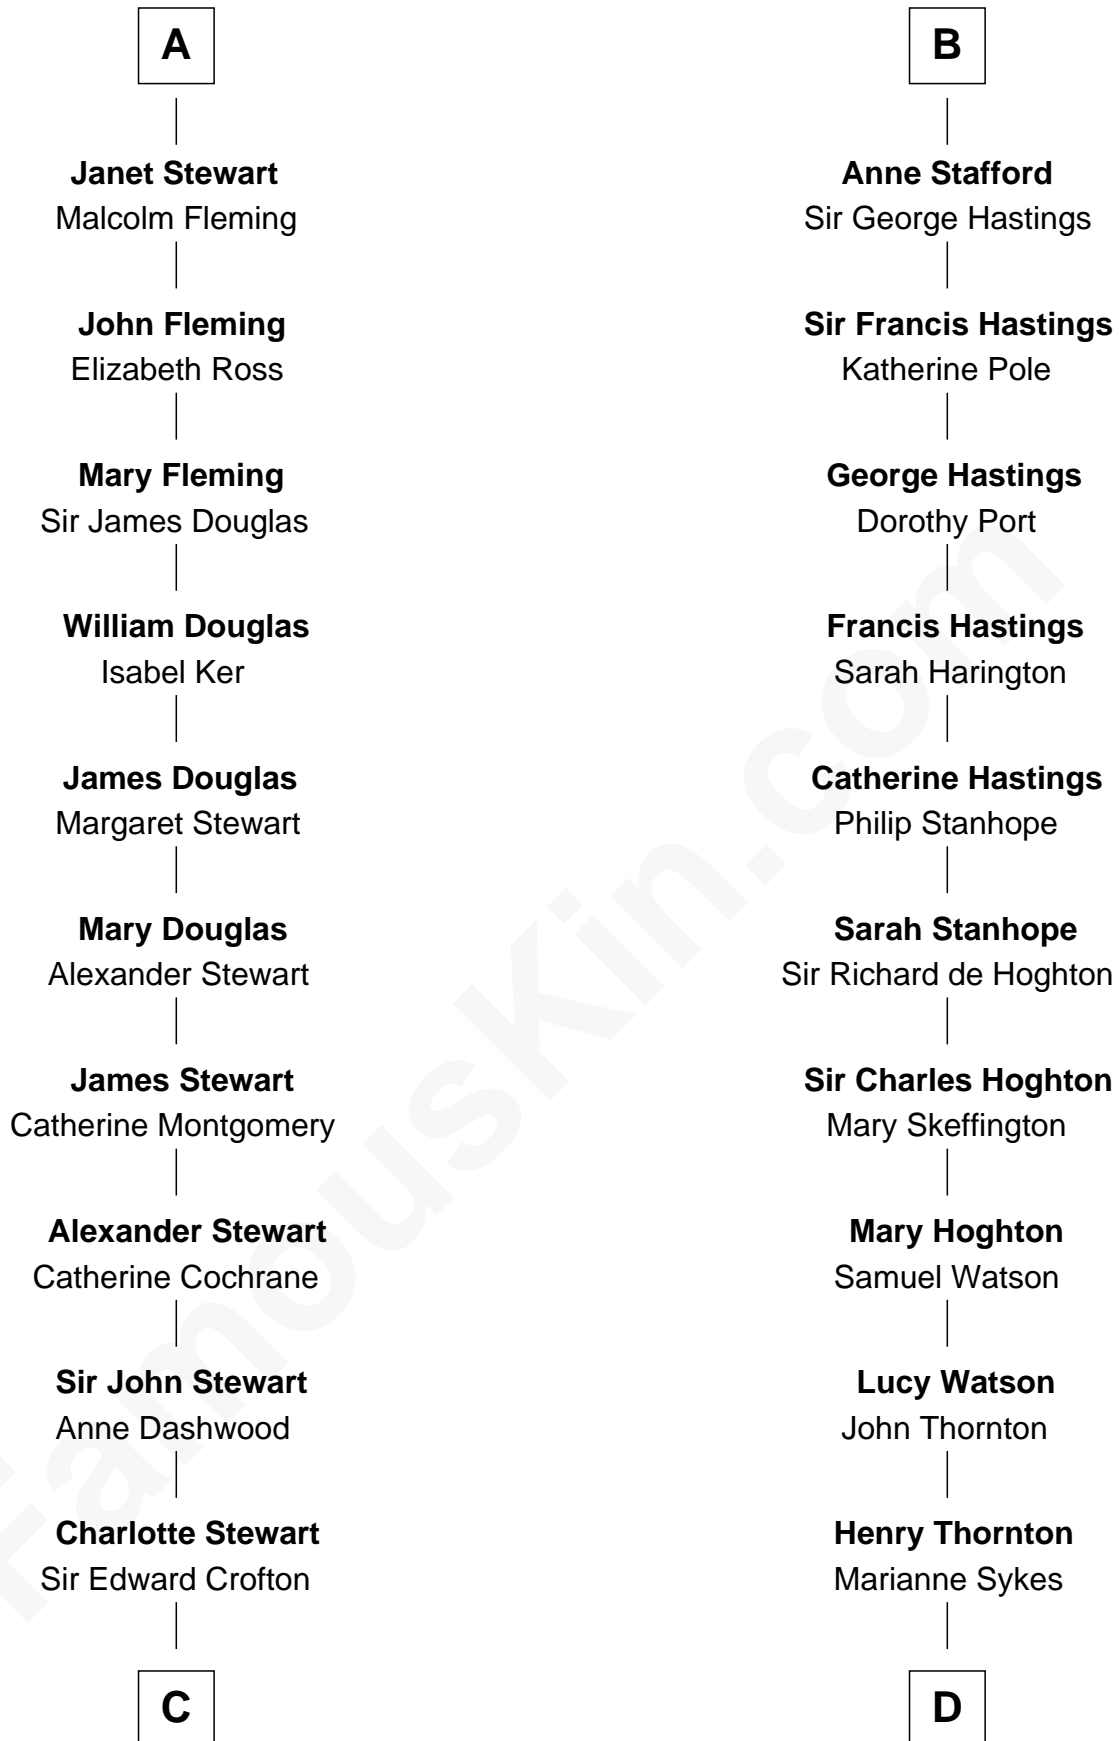 A
Janet Stewart
Malcolm Fleming
John Fleming
Elizabeth Ross
Mary Fleming
Sir James Douglas
William Douglas
Isabel Ker
James Douglas
Margaret Stewart
Mary Douglas
Alexander Stewart
James Stewart
Catherine Montgomery
Alexander Stewart
Catherine Cochrane
Sir John Stewart
Anne Dashwood
Charlotte Stewart
Sir Edward Crofton
C
B
Anne Stafford
Sir George Hastings
Sir Francis Hastings
Katherine Pole
George Hastings
Dorothy Port
Francis Hastings
Sarah Harington
Catherine Hastings
Philip Stanhope
Sarah Stanhope
Sir Richard de Hoghton
Sir Charles Hoghton
Mary Skeffington
Mary Hoghton
Samuel Watson
Lucy Watson
John Thornton
Henry Thornton
Marianne Sykes
D
FamousKin.com